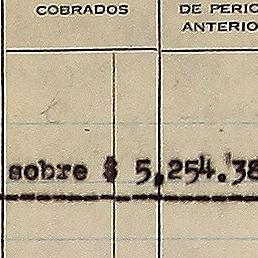 COBRADOS
DE PERIO
ANTERIO
sobre $ 5,254.38